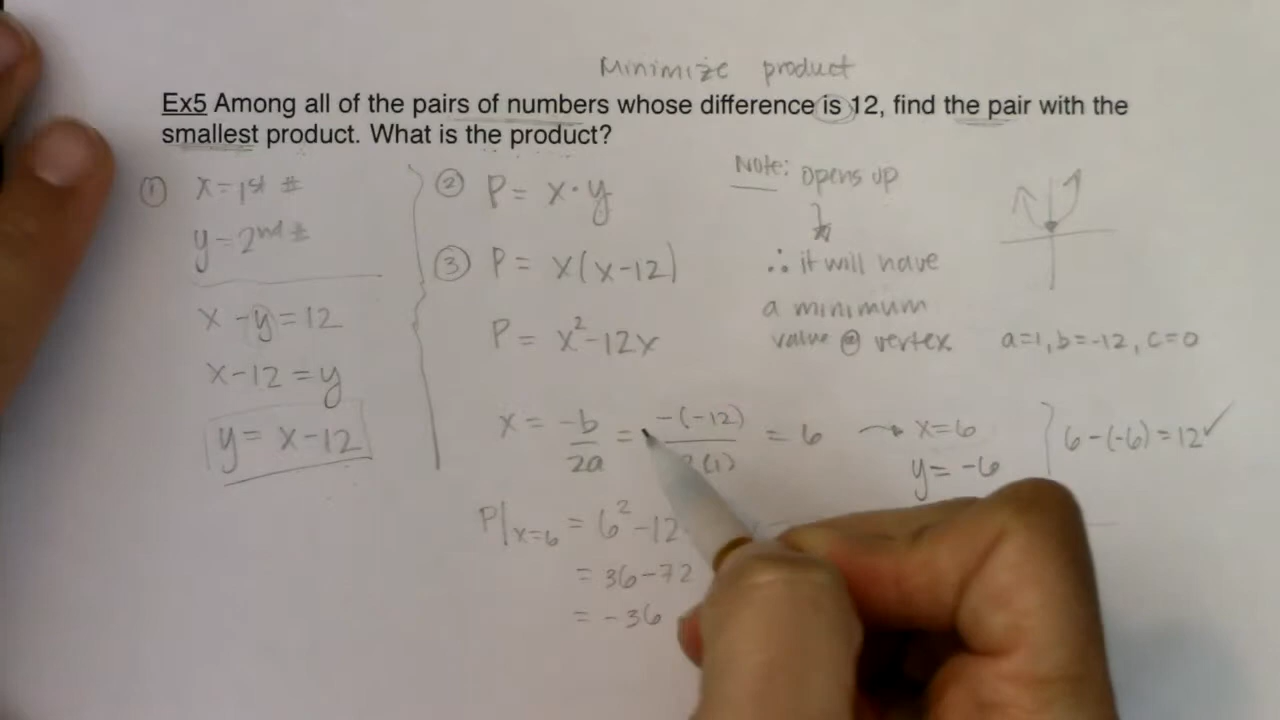 Minimize product
Ex5 Among all of the pairs of numbers whose difference is 12, find the pair with the
smallest product. What is the product?
① x = 1st #
y = 2nd #
x - y = 12
x - 12 = y
y = x - 12
② P = x · y
③ P = x(x-12)
P = x² - 12x
Note: opens up
∴ it will have
a minimum
value @ vertex
a=1, b=-12, c=0
x = -b/2a = -(-12)/2(1) = 6 → x=6
y = -6
6-(-6) = 12 ✓
P|x=6 = 6² - 12
= 36 - 72
= -36